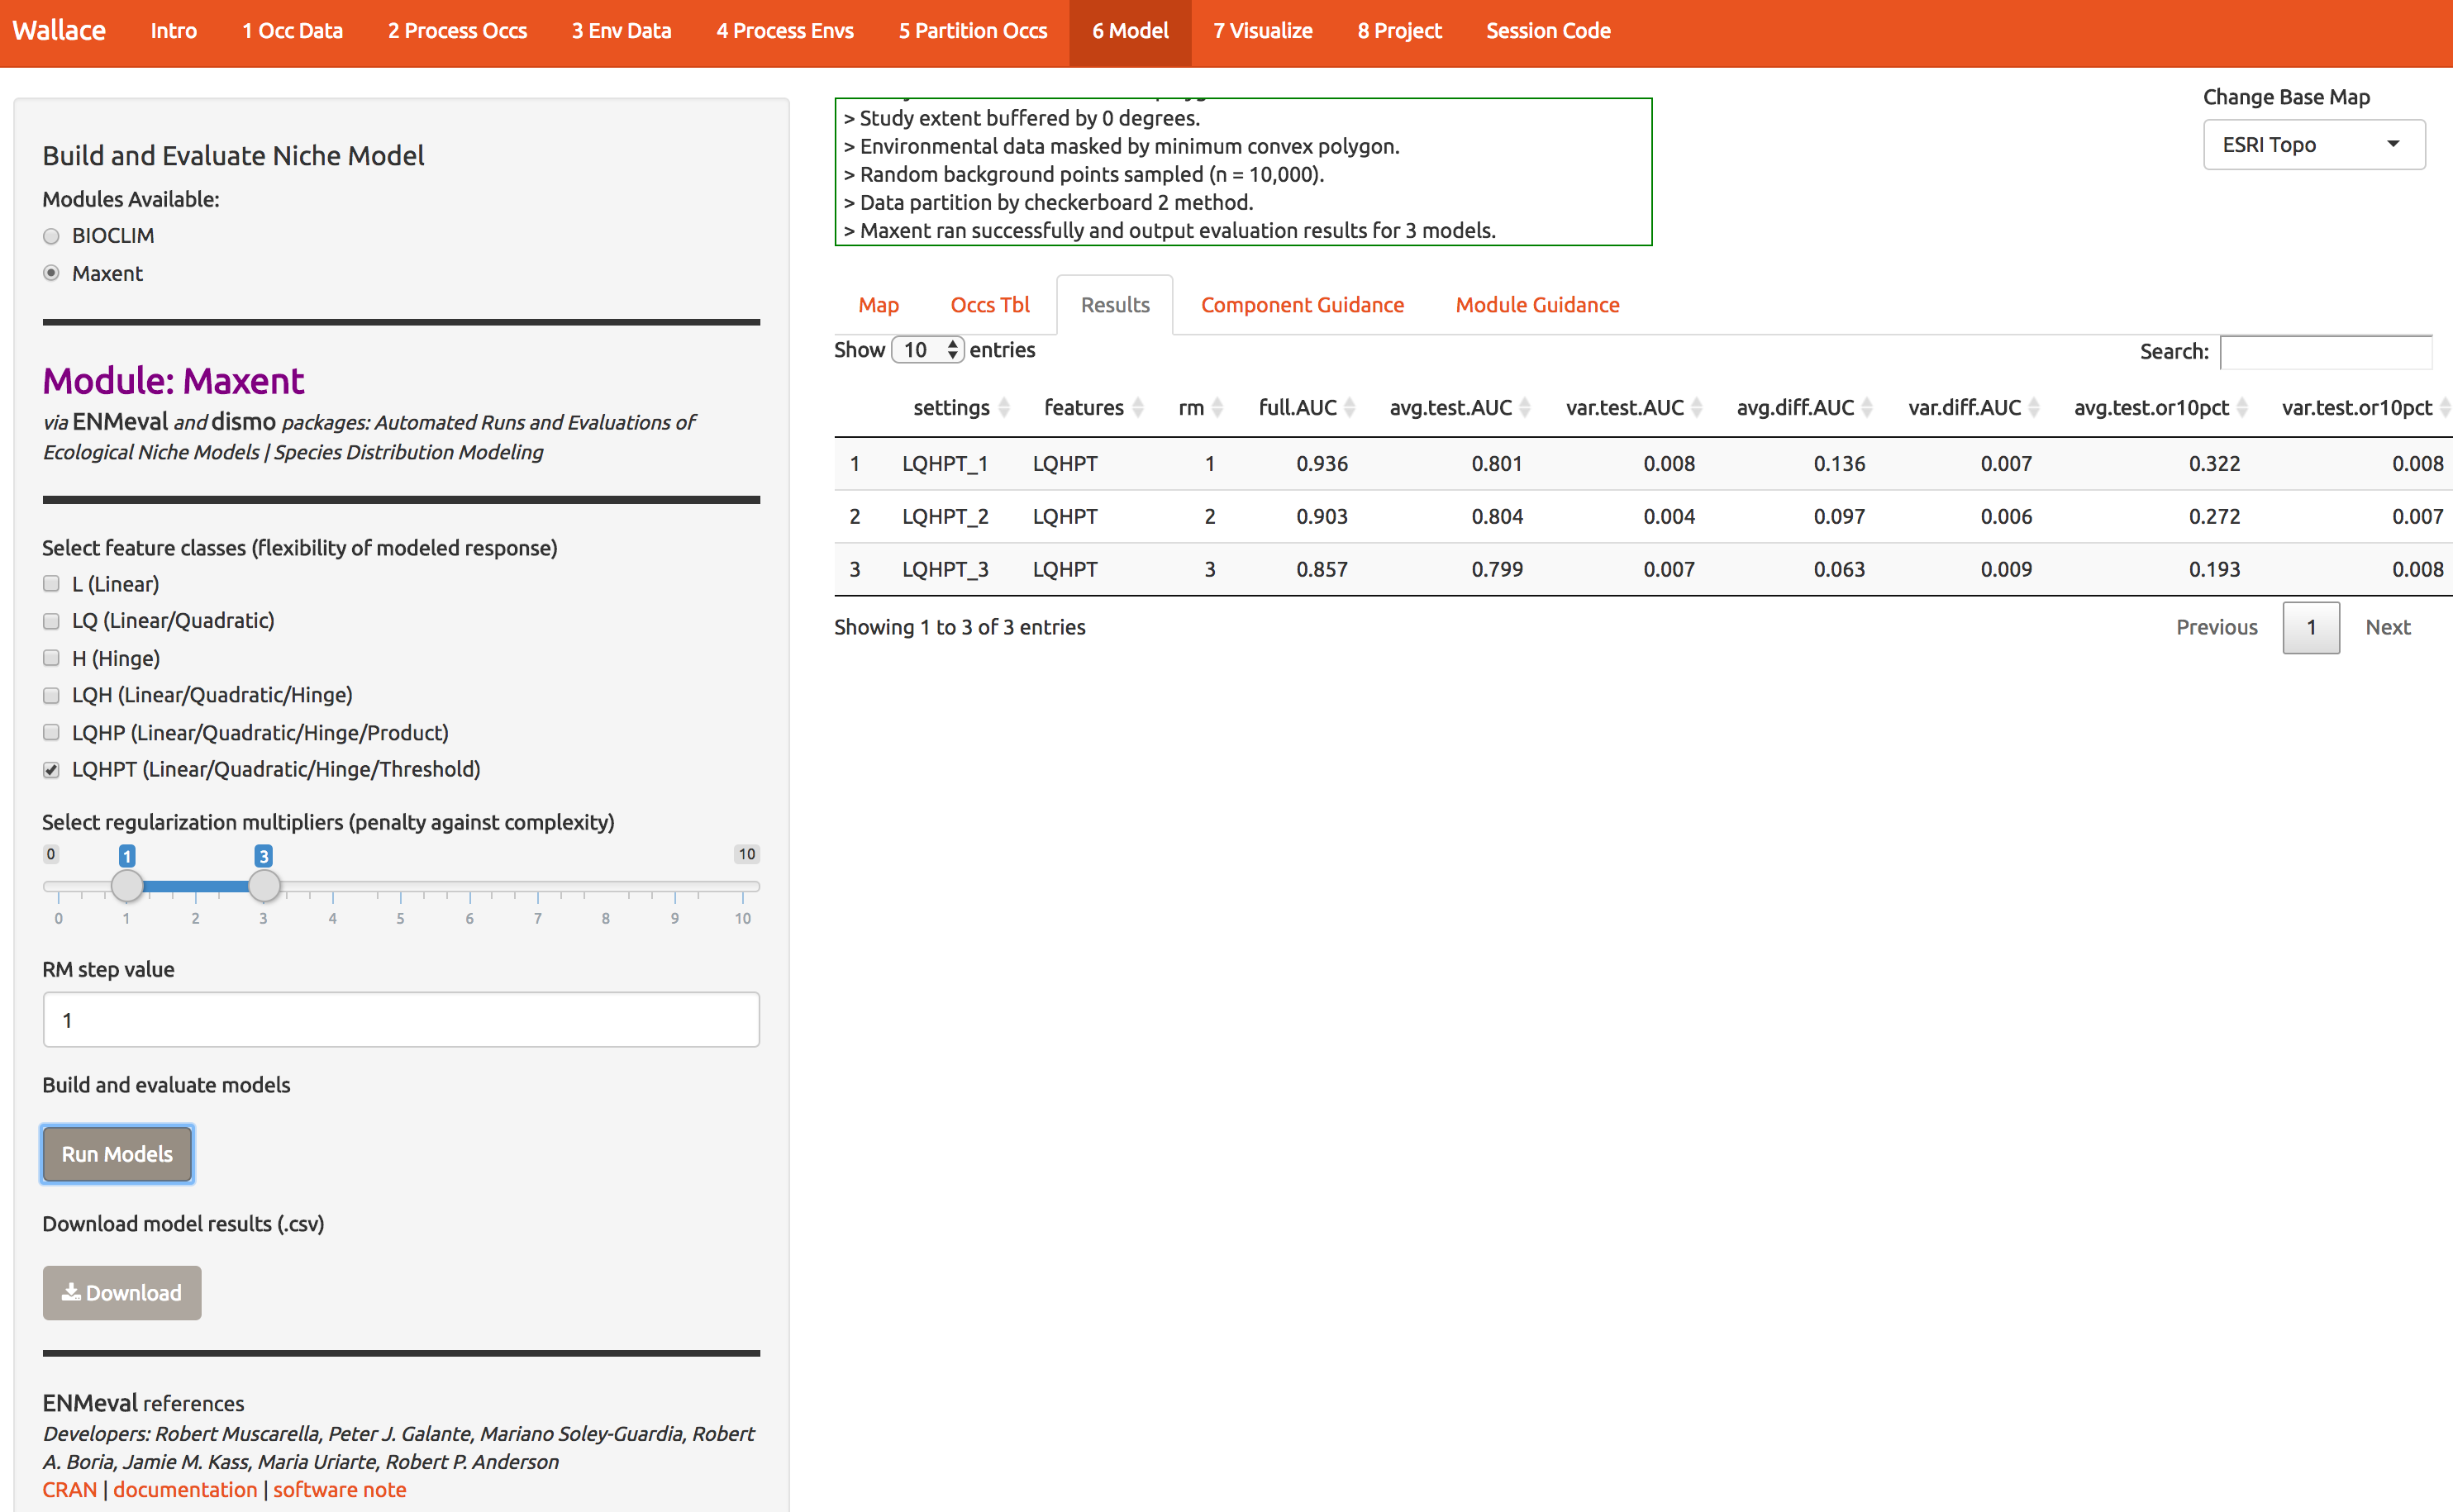 Wallace Intro 1 Occ Data 2 Process Occs 3 Env Data 4 Process Envs 5 Partition Occs 6 Model 7 Visualize 8 Project Session Code
Build and Evaluate Niche Model
Modules Available:
BIOCLIM
Maxent
Module: Maxent
via ENMeval and dismo packages: Automated Runs and Evaluations of
Ecological Niche Models | Species Distribution Modeling
Select feature classes (flexibility of modeled response)
L (Linear)
LQ (Linear/Quadratic)
H (Hinge)
LQH (Linear/Quadratic/Hinge)
LQHP (Linear/Quadratic/Hinge/Product)
LQHPT (Linear/Quadratic/Hinge/Threshold)
Select regularization multipliers (penalty against complexity)
0 1 3 10
0 1 2 3 4 5 6 7 8 9 10
RM step value
1
Build and evaluate models
Run Models
Download model results (.csv)
Download
ENMeval references
Developers: Robert Muscarella, Peter J. Galante, Mariano Soley-Guardia, Robert
A. Boria, Jamie M. Kass, Maria Uriarte, Robert P. Anderson
CRAN | documentation | software note
> Study extent buffered by 0 degrees.
> Environmental data masked by minimum convex polygon.
> Random background points sampled (n = 10,000).
> Data partition by checkerboard 2 method.
> Maxent ran successfully and output evaluation results for 3 models.
Change Base Map
ESRI Topo
Map Occs Tbl Results Component Guidance Module Guidance
Show 10 entries
Search:
settings features rm full.AUC avg.test.AUC var.test.AUC avg.diff.AUC var.diff.AUC avg.test.or10pct var.test.or10pct
1 LQHPT_1 LQHPT 1 0.936 0.801 0.008 0.136 0.007 0.322 0.008
2 LQHPT_2 LQHPT 2 0.903 0.804 0.004 0.097 0.006 0.272 0.007
3 LQHPT_3 LQHPT 3 0.857 0.799 0.007 0.063 0.009 0.193 0.008
Showing 1 to 3 of 3 entries
Previous 1 Next